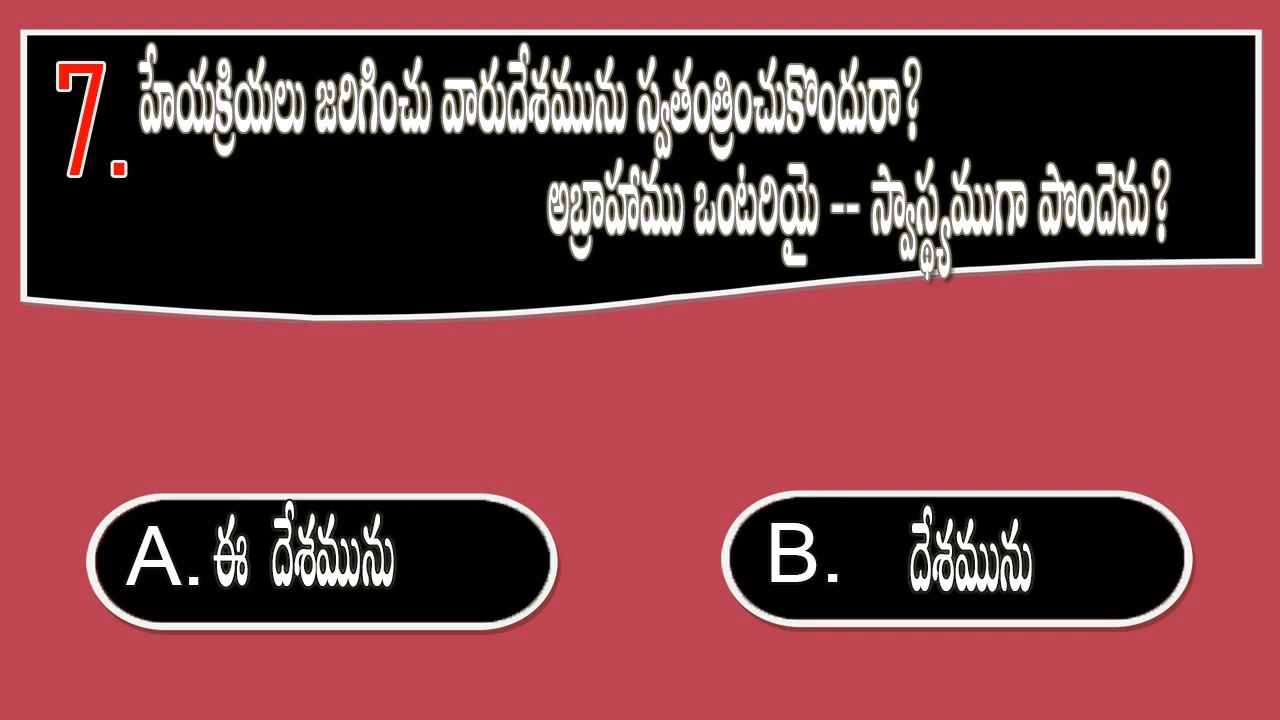 7. హేయక్రియలు జరిగించు వారుదేశమును స్వతంత్రించుకొందురా?
అబ్రాహాము ఒంటరియై -- స్వాస్థ్యముగా పొందెను?
A. ఈ దేశమును
B. దేశమును